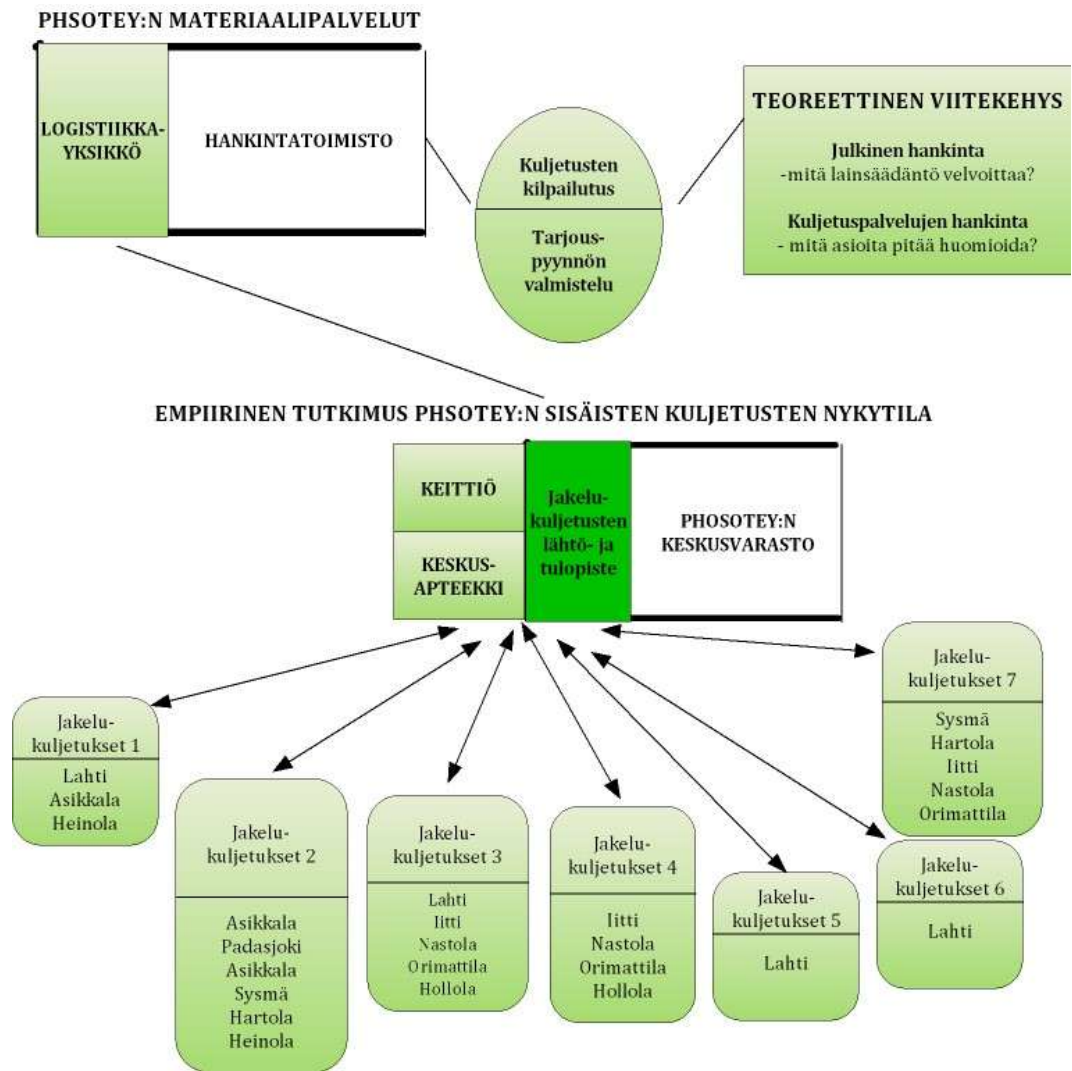 PHSOTEY:N MATERIAALIPALVELUT
LOGISTIIKKA-
YKSIKKÖ
HANKINTATOIMISTO
Kuljetusten
kilpailutus
Tarjous-
pyynnön
valmistelu
TEOREETTINEN VIITEKEHYS
Julkinen hankinta
-mitä lainsäädäntö velvoittaa?
Kuljetuspalvelujen hankinta
- mitä asioita pitää huomioida?
EMPIIRINEN TUTKIMUS PHSOTEY:N SISÄISTEN KULJETUSTEN NYKYTILA
KEITTIÖ
KESKUS-
APTEEKKI
Jakelu-
kuljetusten
lähtö- ja
tulopiste
PHOSOTEY:N
KESKUSVARASTO
Jakelu-
kuljetukset 1
Lahti
Asikkala
Heinola
Jakelu-
kuljetukset 2
Asikkala
Padasjoki
Asikkala
Sysmä
Hartola
Heinola
Jakelu-
kuljetukset 3
Lahti
Iitti
Nastola
Orimattila
Hollola
Jakelu-
kuljetukset 4
Iitti
Nastola
Orimattila
Hollola
Jakelu-
kuljetukset 5
Lahti
Jakelu-
kuljetukset 6
Lahti
Jakelu-
kuljetukset 7
Sysmä
Hartola
Iitti
Nastola
Orimattila